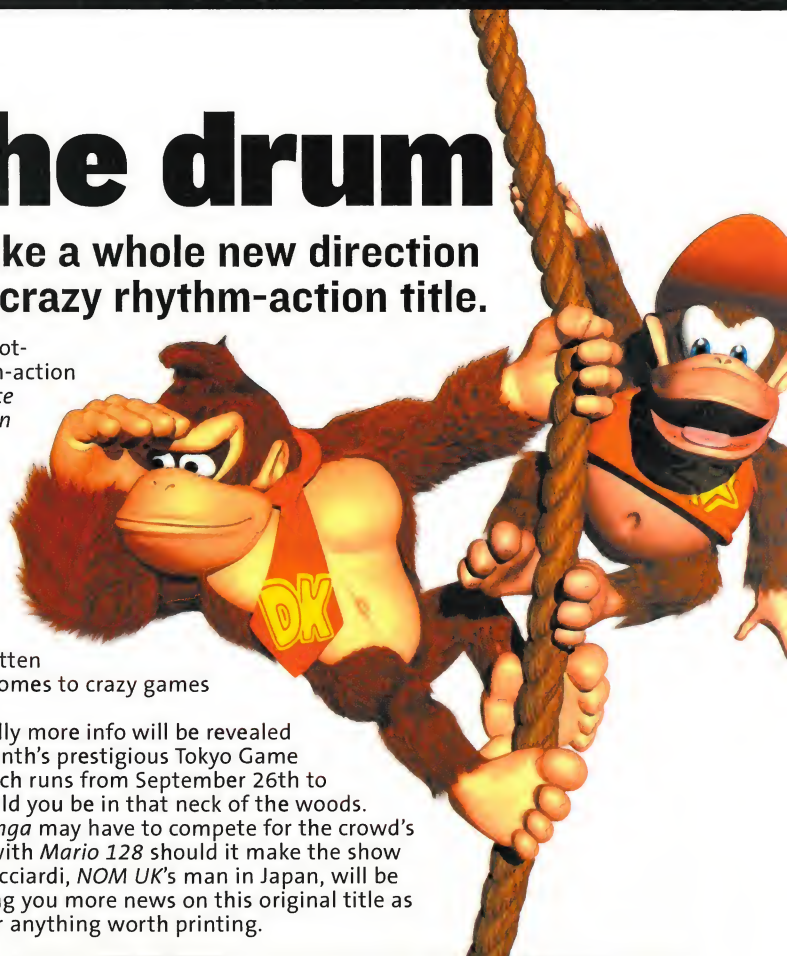 he drum
ke a whole new direction
crazy rhythm-action title.
ot-
n-action
ce
n
DK
tten
omes to crazy games
lly more info will be revealed
nth's prestigious Tokyo Game
ch runs from September 26th to
ld you be in that neck of the woods.
nga may have to compete for the crowd's
with Mario 128 should it make the show
cciardi, NOM UK's man in Japan, will be
g you more news on this original title as
r anything worth printing.